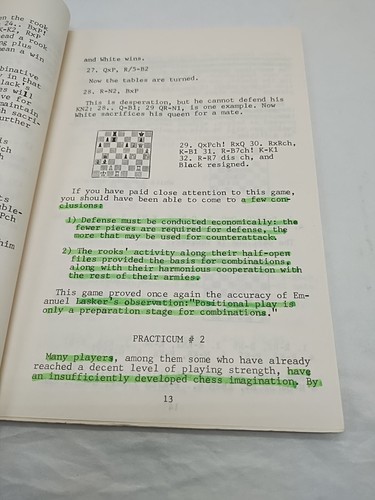 and White wins.
27. QxP, R/5-B2
Now the tables are turned.
28. K-N2, BxP
This is desperation, but he cannot defend his
KN2: 28.. Q-B1; 29 QR-N1, is one example. Now
White sacrifices his queen for a mate.
29. QxPch! RxQ 30. RxRch,
K-B1 31. R-B7ch! K-K1
32. R-R7 dis ch, and
Black resigned.
If you have paid close attention to this game,
you should have been able to come to a few con-
clusions:
1) Defense must be conducted economically: the
fewer pieces are required for defense, the
more that may be used for counterattack.
2) The rooks' activity along their half-open
files provided the basis for combinations,
along with their harmonious cooperation with
the rest of their armies.
This game proved once again the accuracy of Em-
anuel Lasker's observation:"Positional play is
only a preparation stage for combinations."
PRACTICUM # 2
Many players, among them some who have already
reached a decent level of playing strength, have
an insufficiently developed chess imagination. By
13